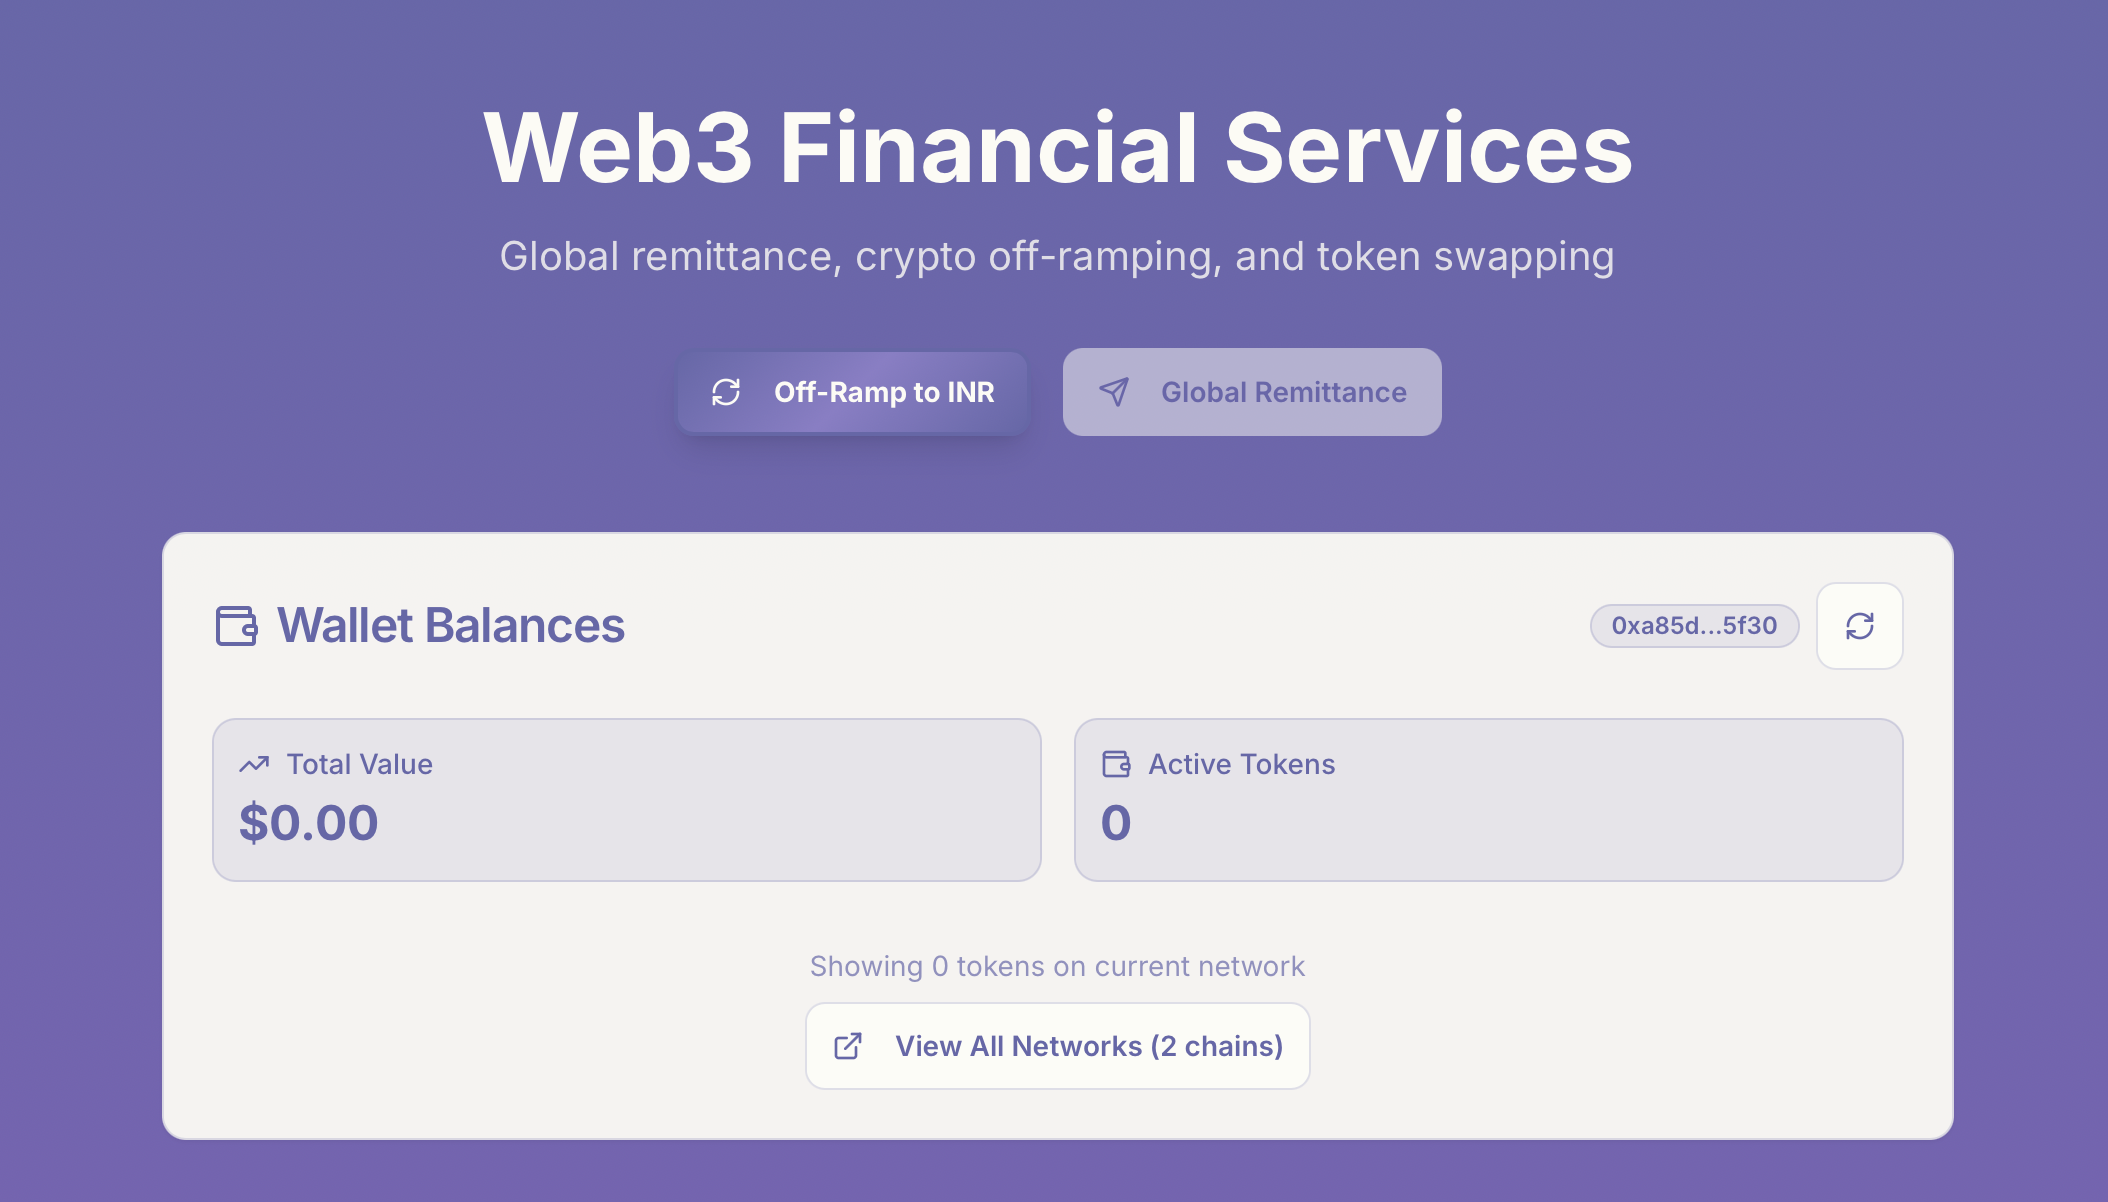 Web3 Financial Services
Global remittance, crypto off-ramping, and token swapping
Off-Ramp to INR
Global Remittance
Wallet Balances
0xa85d...5f30
Total Value
$0.00
Active Tokens
0
Showing 0 tokens on current network
View All Networks (2 chains)